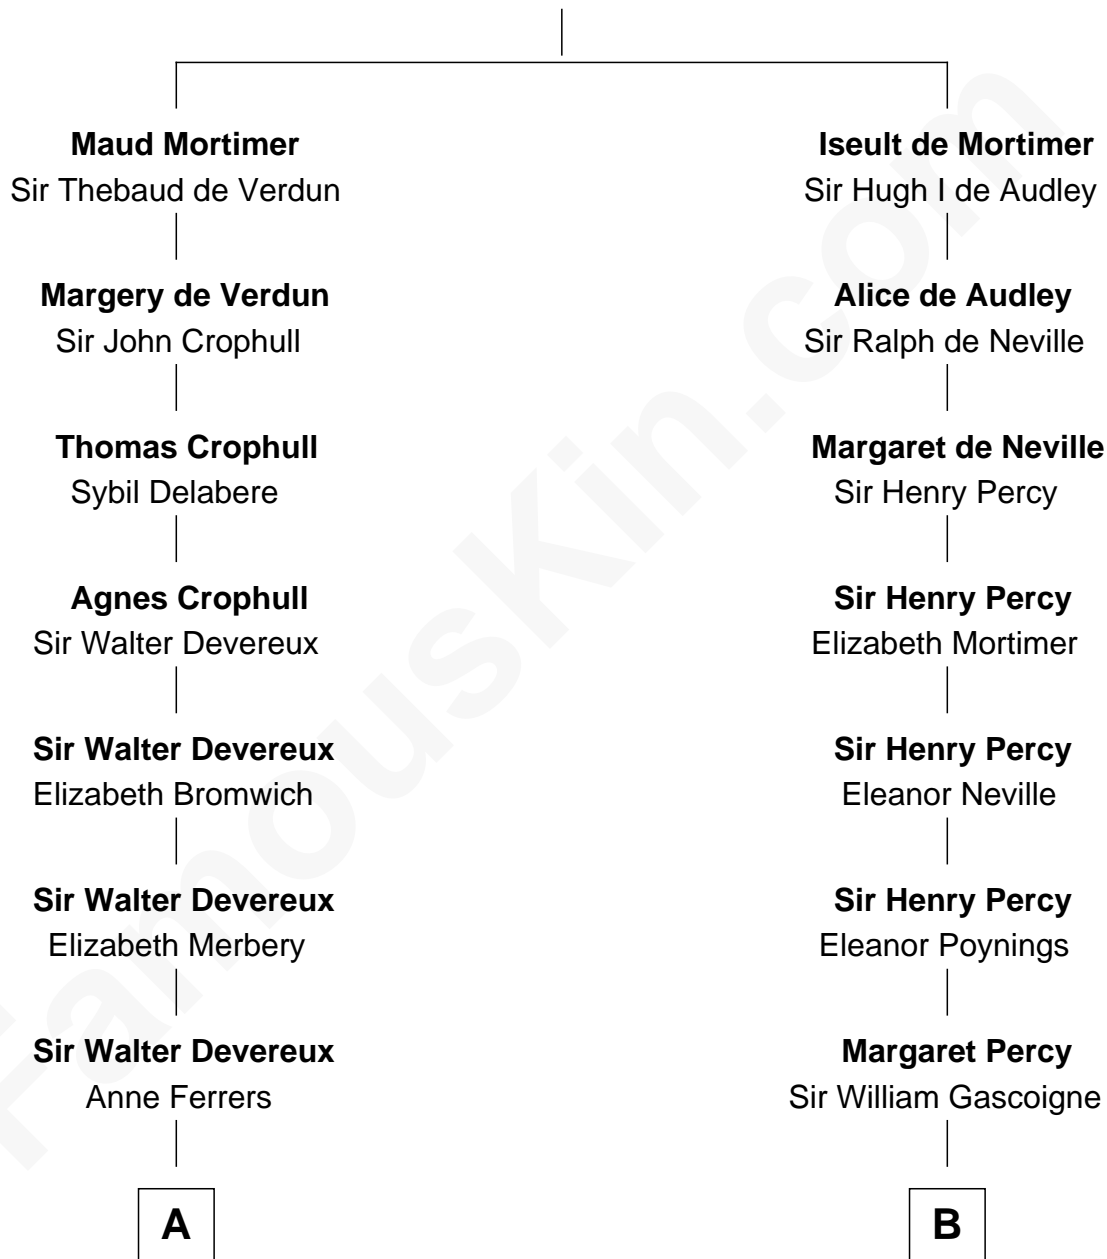 Maud Mortimer
Sir Thebaud de Verdun
Iseult de Mortimer
Sir Hugh I de Audley
Margery de Verdun
Sir John Crophull
Alice de Audley
Sir Ralph de Neville
Thomas Crophull
Sybil Delabere
Margaret de Neville
Sir Henry Percy
Agnes Crophull
Sir Walter Devereux
Sir Henry Percy
Elizabeth Mortimer
Sir Walter Devereux
Elizabeth Bromwich
Sir Henry Percy
Eleanor Neville
Sir Walter Devereux
Elizabeth Merbery
Sir Henry Percy
Eleanor Poynings
Sir Walter Devereux
Anne Ferrers
Margaret Percy
Sir William Gascoigne
A
B
FamousKin.com